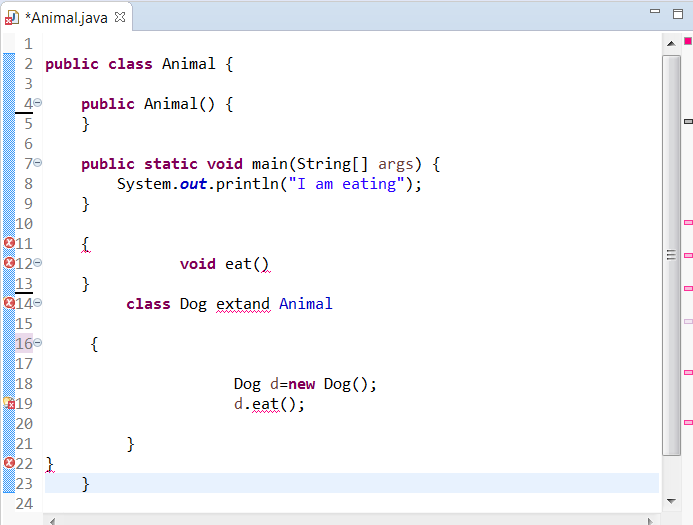 *Animal.java
1
2 public class Animal {
3
4 public Animal() {
5 }
6
7 public static void main(String[] args) {
8 System.out.println("I am eating");
9 }
10
11 {
12 void eat()
13 }
14 class Dog extand Animal
15
16 {
17
18 Dog d=new Dog();
19 d.eat();
20
21 }
22 }
23 }
24